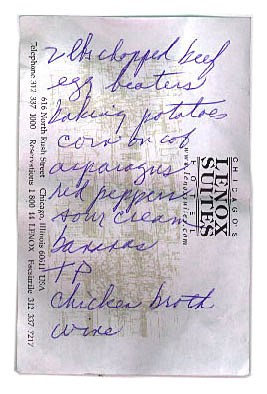 2 lbs chopped beef
egg beaters
baking potatoes
corn on cob
asparagus
red peppers
sour cream
bananas
TP
chicken broth
wine
CHICAGO'S
LENOX
SUITES
HOTEL
www.lenoxsuites.com
616 North Rush Street Chicago, Illinois 60611 USA
Telephone 312 337 1000 Reservations 1 800 44 LENOX Facsimile 312 337 7217